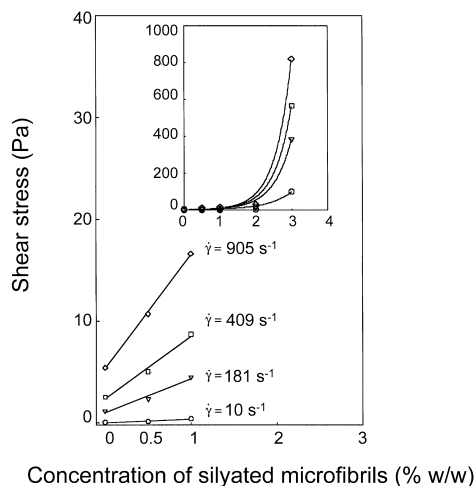 40
30
20
10
0
Shear stress (Pa)
1000
800
600
400
200
0
0 1 2 3 4
γ̇ = 905 s-1
γ̇ = 409 s-1
γ̇ = 181 s-1
γ̇ = 10 s-1
0 0.5 1 2 3
Concentration of silyated microfibrils (% w/w)